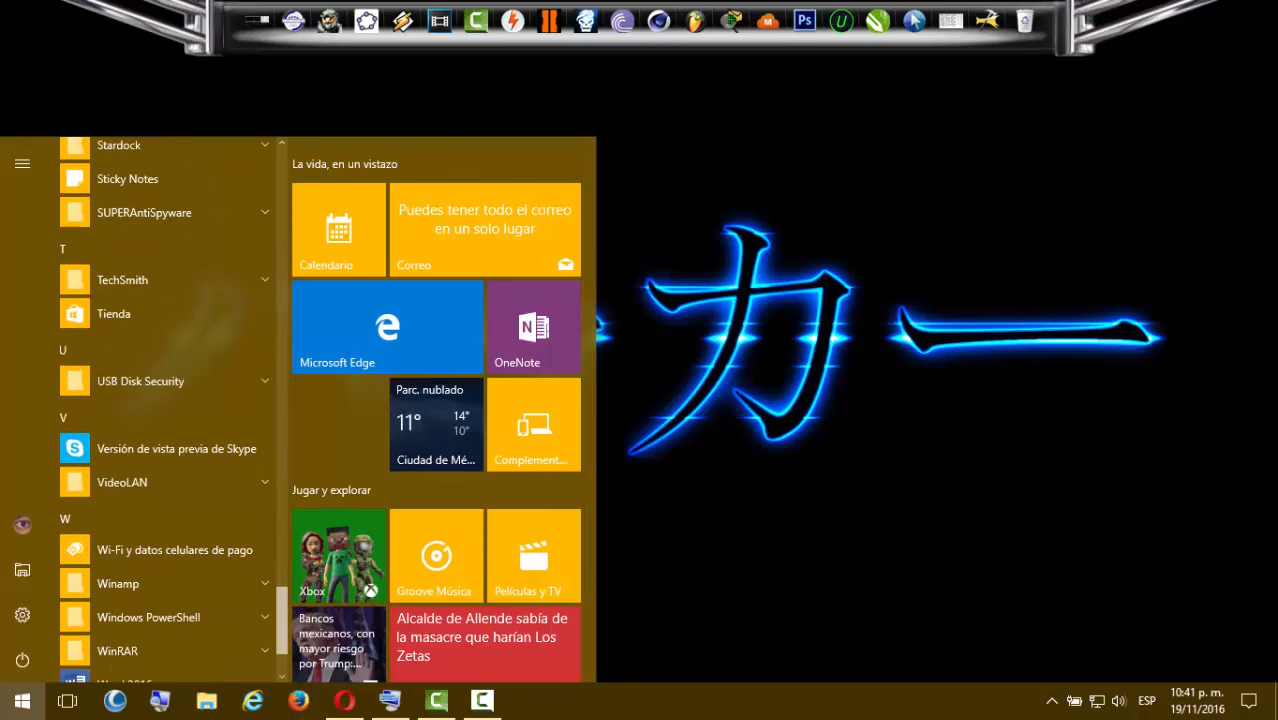 Ps
U
Stardock
Sticky Notes
SUPERAntiSpyware
T
TechSmith
Tienda
U
USB Disk Security
V
Versión de vista previa de Skype
VideoLAN
W
Wi-Fi y datos celulares de pago
Winamp
Windows PowerShell
WinRAR
La vida, en un vistazo
Calendario
Puedes tener todo el correo
en un solo lugar
Correo
Microsoft Edge
OneNote
Parc. nublado
11° 14°
10°
Ciudad de Mé...
Complement...
Jugar y explorar
Xbox
Groove Música
Películas y TV
Bancos
mexicanos, con
mayor riesgo
por Trump:...
Alcalde de Allende sabía de
la masacre que harían Los
Zetas
カー
ESP
10:41 p. m.
19/11/2016